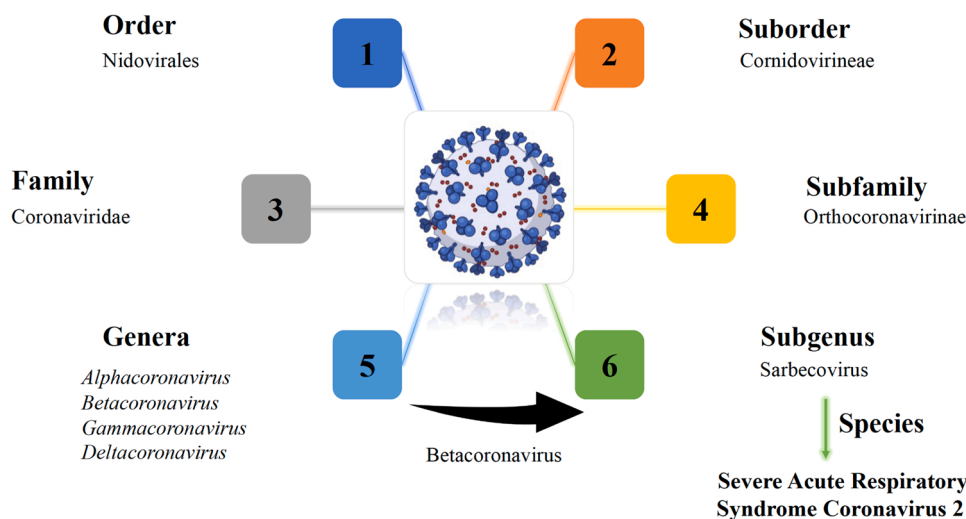 Order
Nidovirales
1
2
Suborder
Cornidovirineae
Family
Coronaviridae
3
4
Subfamily
Orthocoronavirinae
Genera
Alphacoronavirus
Betacoronavirus
Gammacoronavirus
Deltacoronavirus
5
6
Betacoronavirus
Subgenus
Sarbecovirus
Species
Severe Acute Respiratory
Syndrome Coronavirus 2